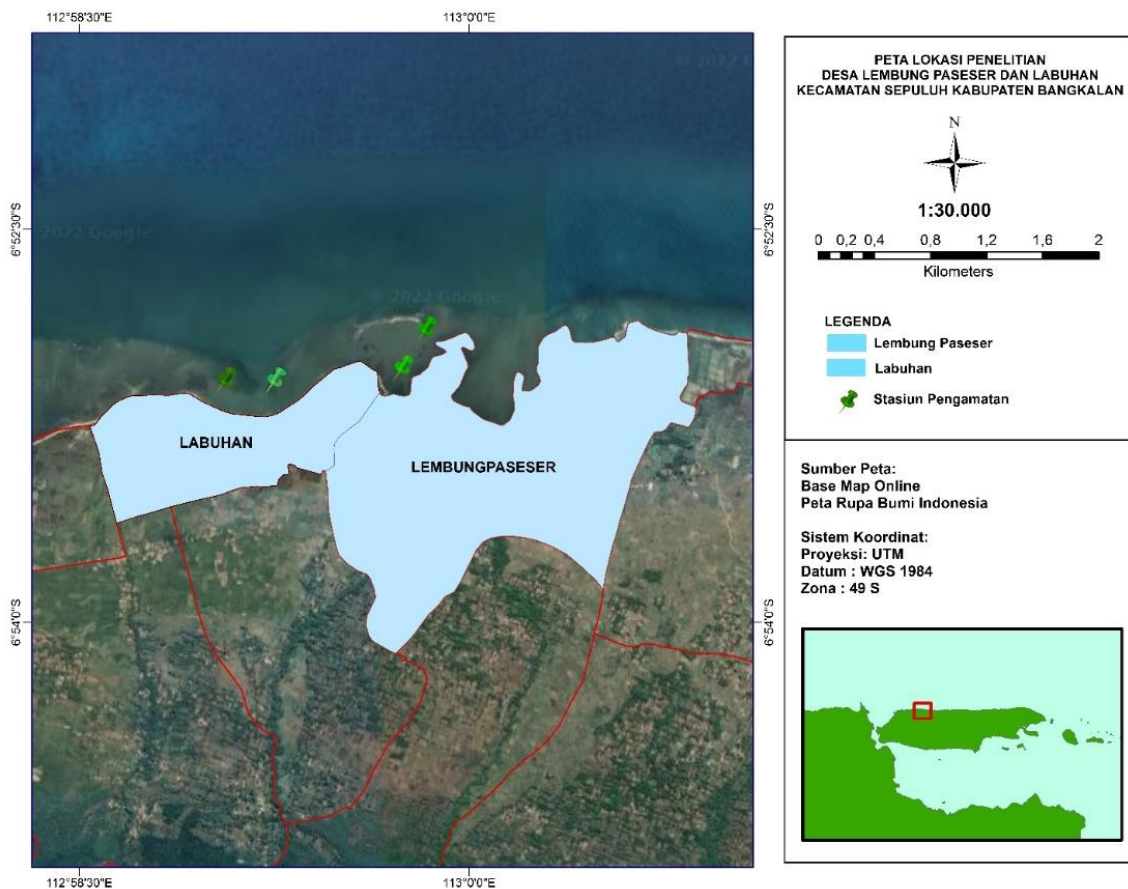 112°58'30"E
113°0'0"E
6°52'30"S
6°54'0"S
© 2022 Google
2022 Google
© 2022 Google
Google
LABUHAN
LEMBUNGPASESER
112°58'30"E
113°0'0"E
6°52'30"S
6°54'0"S
PETA LOKASI PENELITIAN
DESA LEMBUNG PASESER DAN LABUHAN
KECAMATAN SEPULUH KABUPATEN BANGKALAN
N
1:30.000
0 0,2 0,4 0,8 1,2 1,6 2
Kilometers
LEGENDA
Lembung Paseser
Labuhan
Stasiun Pengamatan
Sumber Peta:
Base Map Online
Peta Rupa Bumi Indonesia
Sistem Koordinat:
Proyeksi: UTM
Datum : WGS 1984
Zona : 49 S